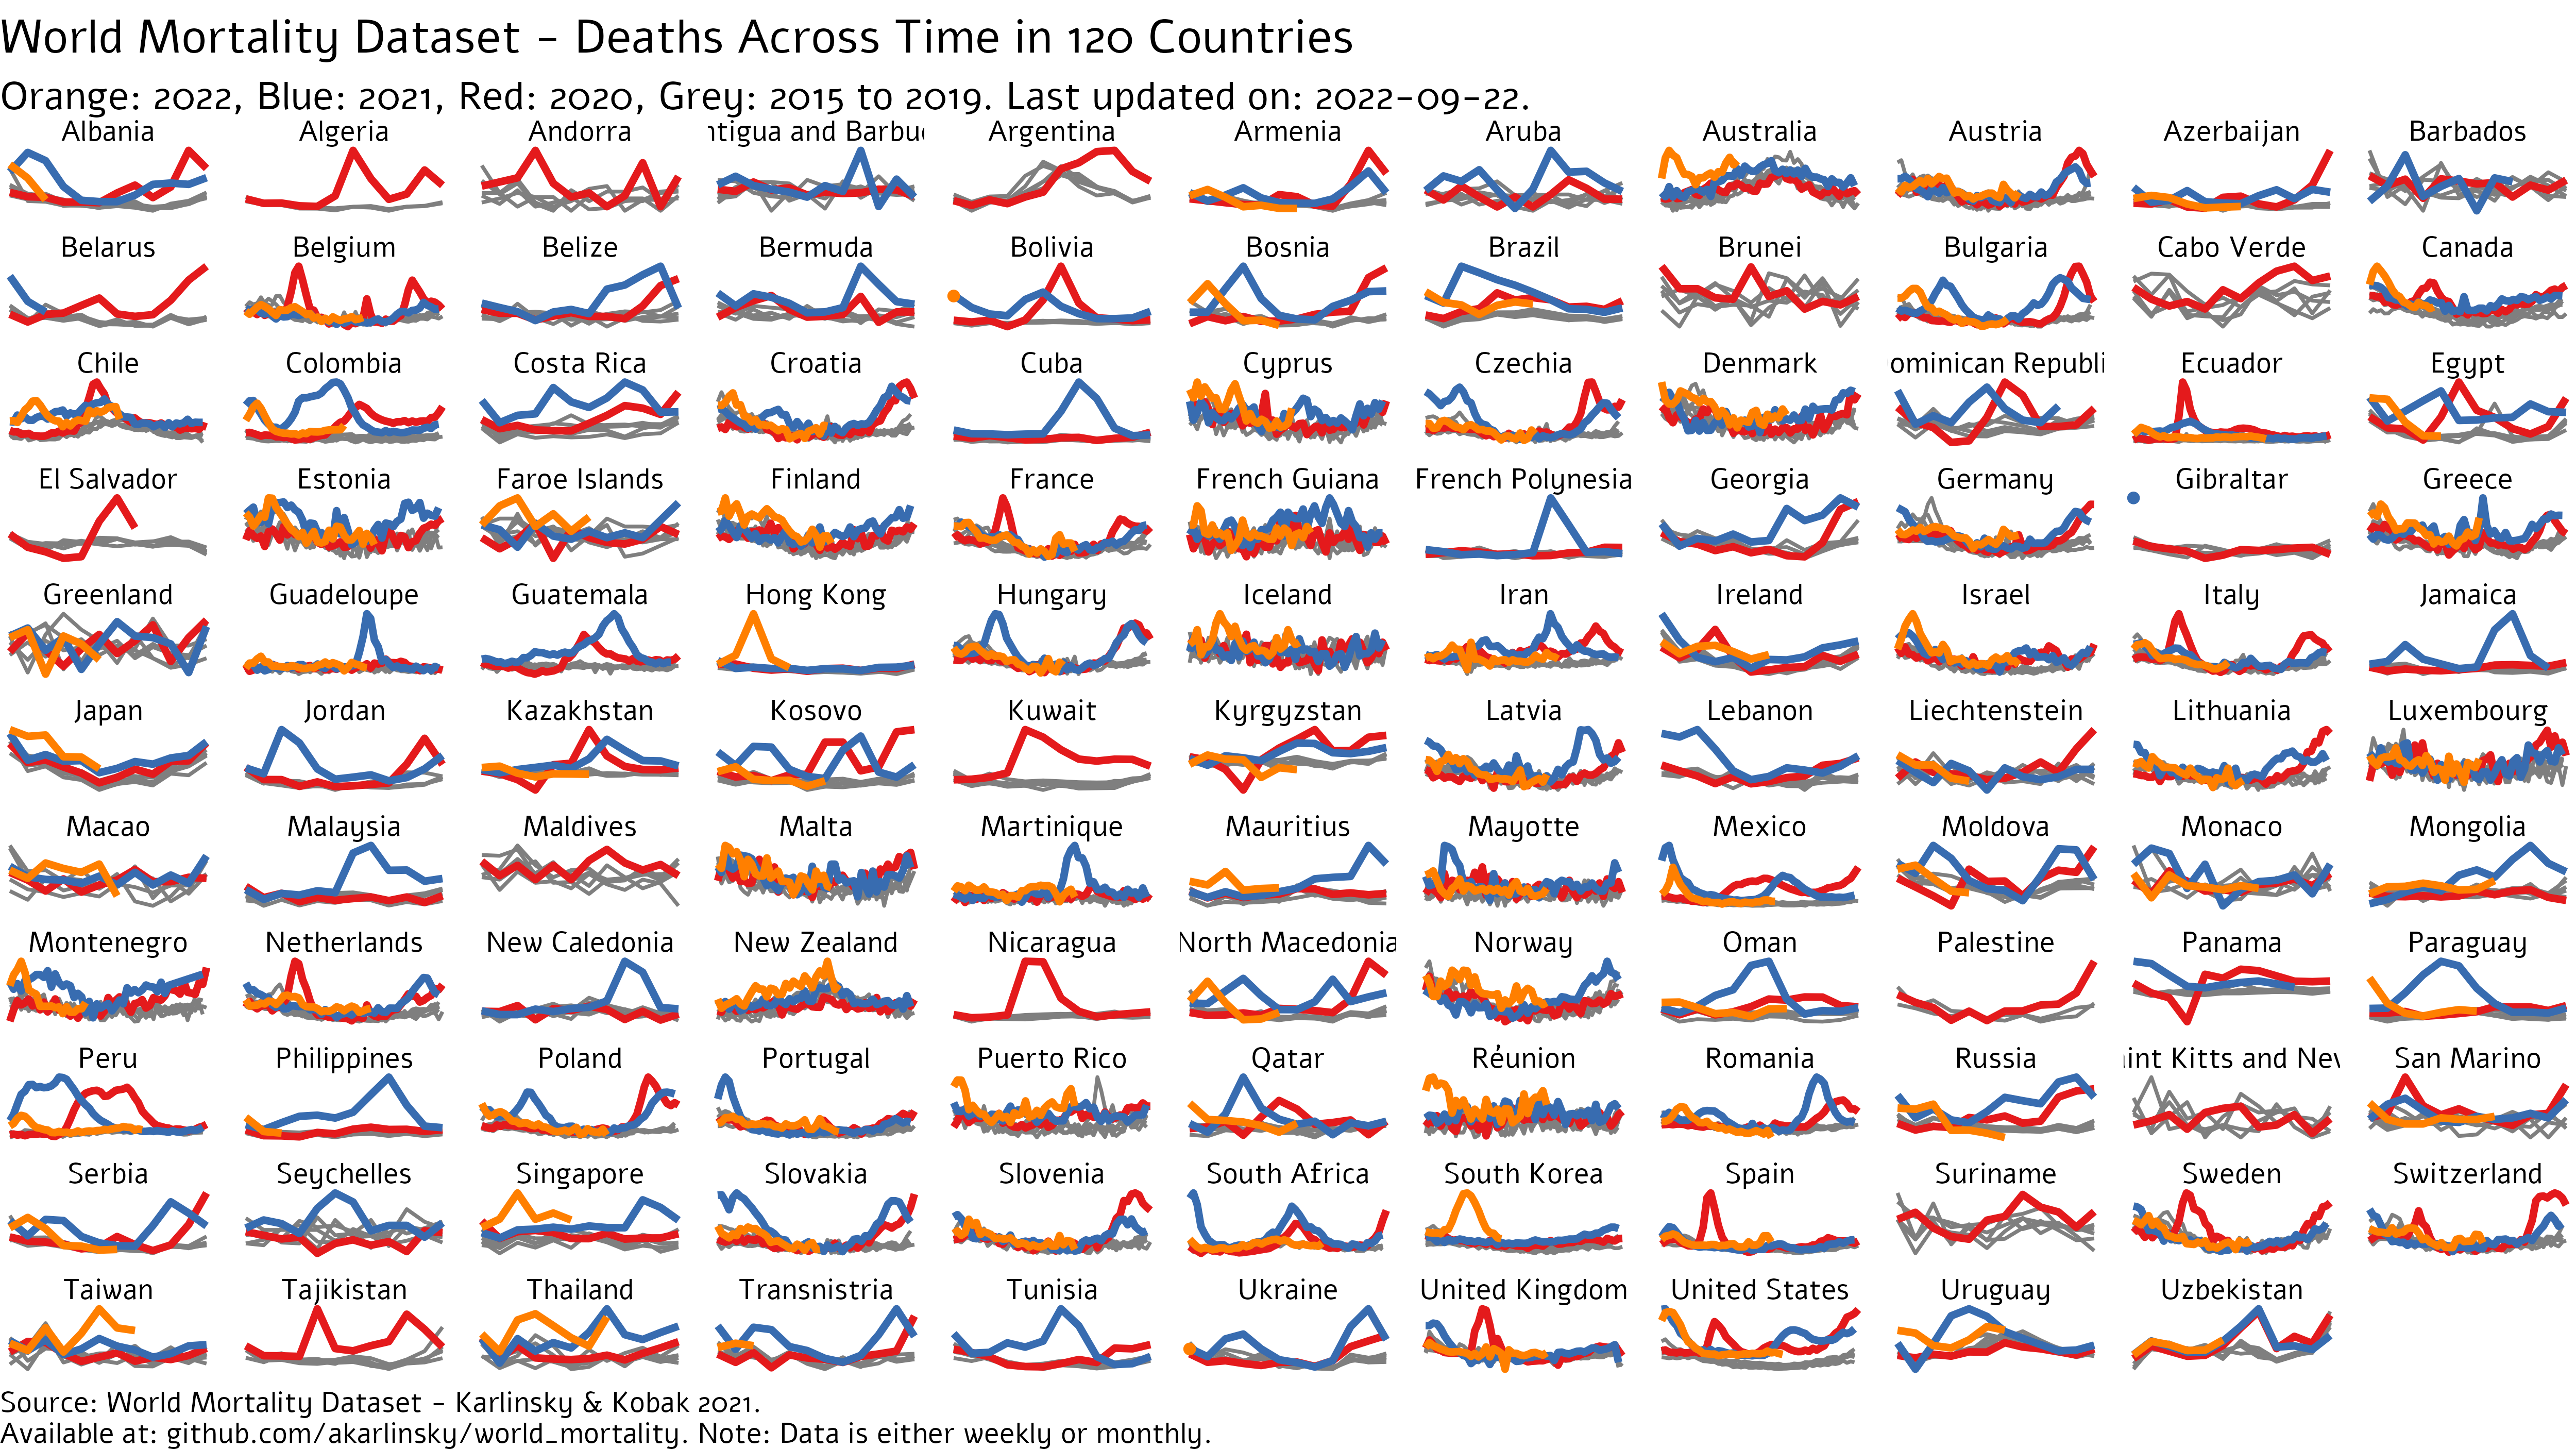 World Mortality Dataset - Deaths Across Time in 120 Countries
Orange: 2022, Blue: 2021, Red: 2020, Grey: 2015 to 2019. Last updated on: 2022-09-22.
Albania Algeria Andorra ntigua and Barbu Argentina Armenia Aruba Australia Austria Azerbaijan Barbados
Belarus Belgium Belize Bermuda Bolivia Bosnia Brazil Brunei Bulgaria Cabo Verde Canada
Chile Colombia Costa Rica Croatia Cuba Cyprus Czechia Denmark ominican Republi Ecuador Egypt
El Salvador Estonia Faroe Islands Finland France French Guiana French Polynesia Georgia Germany Gibraltar Greece
Greenland Guadeloupe Guatemala Hong Kong Hungary Iceland Iran Ireland Israel Italy Jamaica
Japan Jordan Kazakhstan Kosovo Kuwait Kyrgyzstan Latvia Lebanon Liechtenstein Lithuania Luxembourg
Macao Malaysia Maldives Malta Martinique Mauritius Mayotte Mexico Moldova Monaco Mongolia
Montenegro Netherlands New Caledonia New Zealand Nicaragua North Macedonia Norway Oman Palestine Panama Paraguay
Peru Philippines Poland Portugal Puerto Rico Qatar Réunion Romania Russia int Kitts and Nev San Marino
Serbia Seychelles Singapore Slovakia Slovenia South Africa South Korea Spain Suriname Sweden Switzerland
Taiwan Tajikistan Thailand Transnistria Tunisia Ukraine United Kingdom United States Uruguay Uzbekistan
Source: World Mortality Dataset - Karlinsky & Kobak 2021.
Available at: github.com/akarlinsky/world_mortality. Note: Data is either weekly or monthly.